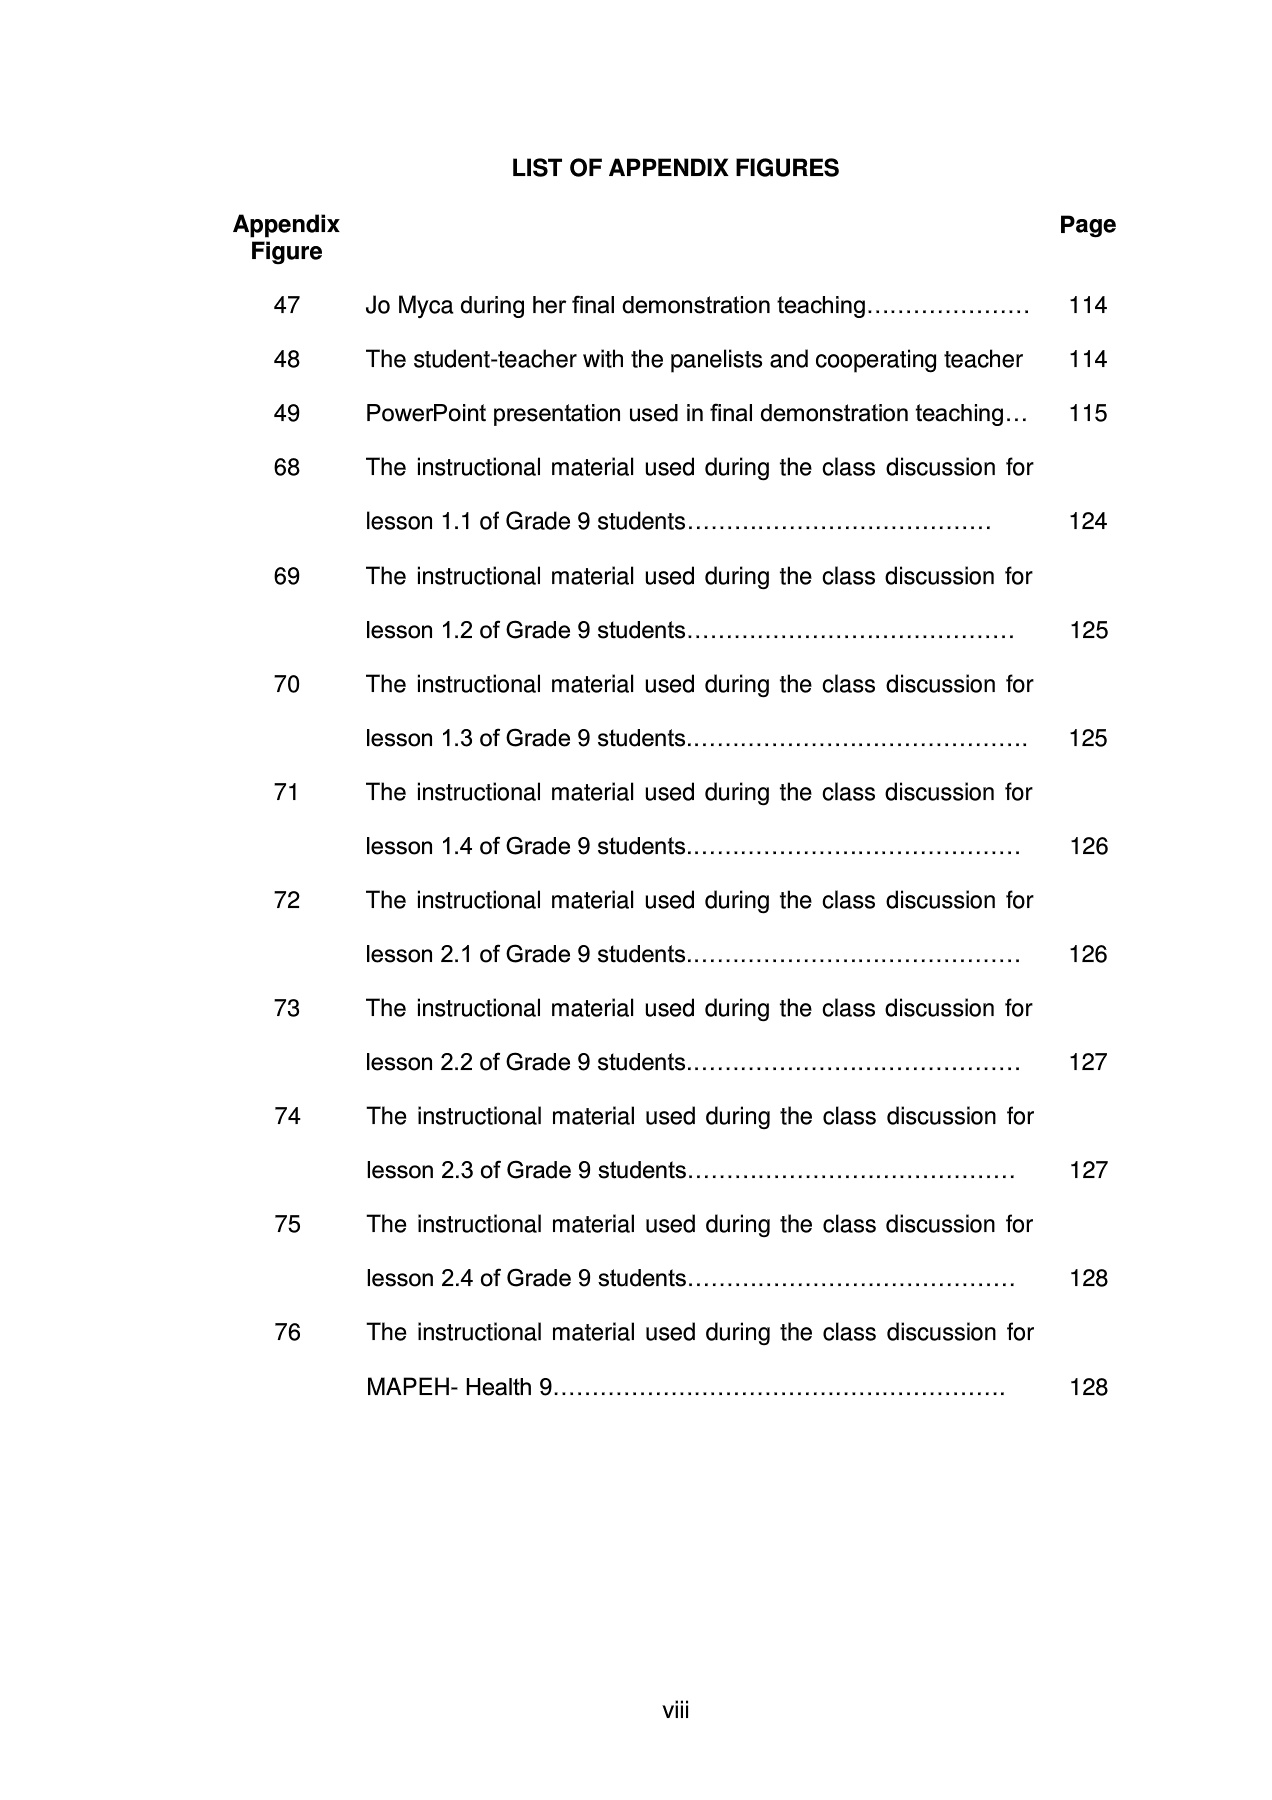 LIST OF APPENDIX FIGURES
Appendix Figure Page
47 Jo Myca during her final demonstration teaching………………… 114
48 The student-teacher with the panelists and cooperating teacher 114
49 PowerPoint presentation used in final demonstration teaching… 115
68 The instructional material used during the class discussion for
lesson 1.1 of Grade 9 students………………………………… 124
69 The instructional material used during the class discussion for
lesson 1.2 of Grade 9 students…………………………………… 125
70 The instructional material used during the class discussion for
lesson 1.3 of Grade 9 students……………………………………. 125
71 The instructional material used during the class discussion for
lesson 1.4 of Grade 9 students…………………………………… 126
72 The instructional material used during the class discussion for
lesson 2.1 of Grade 9 students…………………………………… 126
73 The instructional material used during the class discussion for
lesson 2.2 of Grade 9 students…………………………………… 127
74 The instructional material used during the class discussion for
lesson 2.3 of Grade 9 students…………………………………… 127
75 The instructional material used during the class discussion for
lesson 2.4 of Grade 9 students…………………………………… 128
76 The instructional material used during the class discussion for
MAPEH- Health 9…………………………………………………. 128
viii